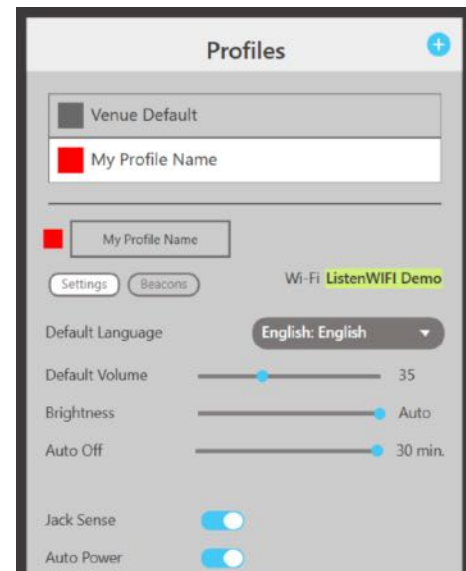 Profiles
Venue Default
My Profile Name
My Profile Name
Settings Beacons Wi-Fi ListenWIFI Demo
Default Language English: English
Default Volume 35
Brightness Auto
Auto Off 30 min.
Jack Sense
Auto Power